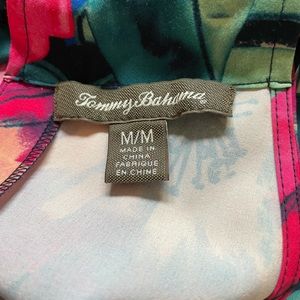 Tommy Bahama
M/M
MADE IN
CHINA
FABRIQUE
EN CHINE